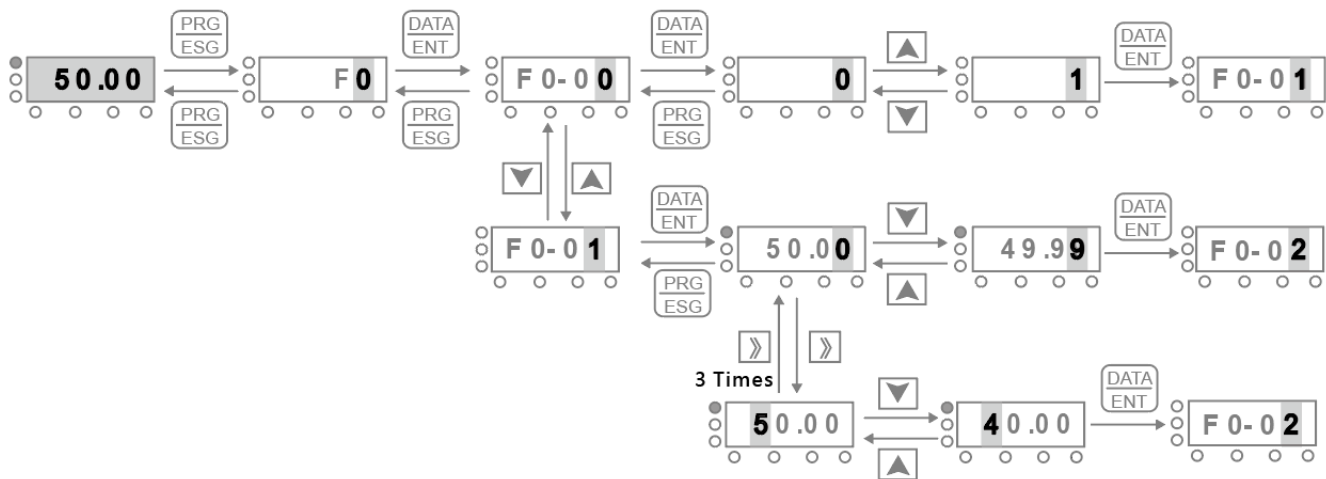 PRG
ESG
DATA
ENT
DATA
ENT
DATA
ENT
50.00
F0
F0-00
0
1
F0-01
PRG
ESG
PRG
ESG
PRG
ESG
DATA
ENT
DATA
ENT
F0-01
50.00
49.99
F0-02
PRG
ESG
3 Times
DATA
ENT
50.00
40.00
F0-02